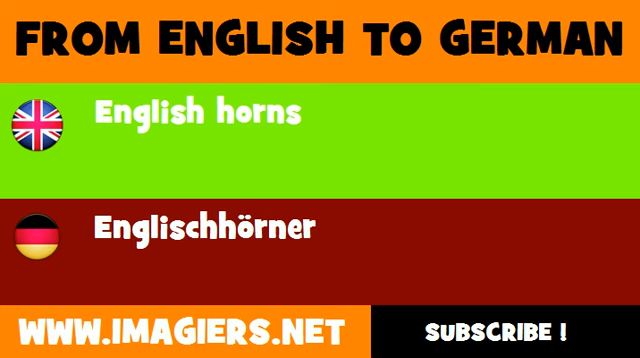 FROM ENGLISH TO GERMAN
English horns
Englischhörner
WWW.IMAGIERS.NET
SUBSCRIBE !